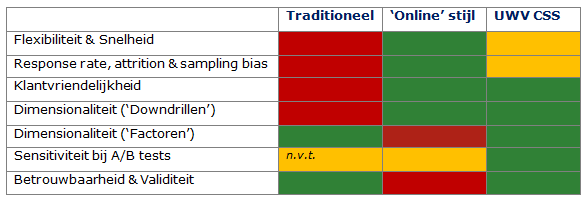 Traditioneel ‘Online’ stijl UWV CSS
Flexibiliteit & Snelheid
Response rate, attrition & sampling bias
Klantvriendelijkheid
Dimensionaliteit (‘Downdrillen’)
Dimensionaliteit (‘Factoren’)
Sensitiviteit bij A/B tests n.v.t.
Betrouwbaarheid & Validiteit